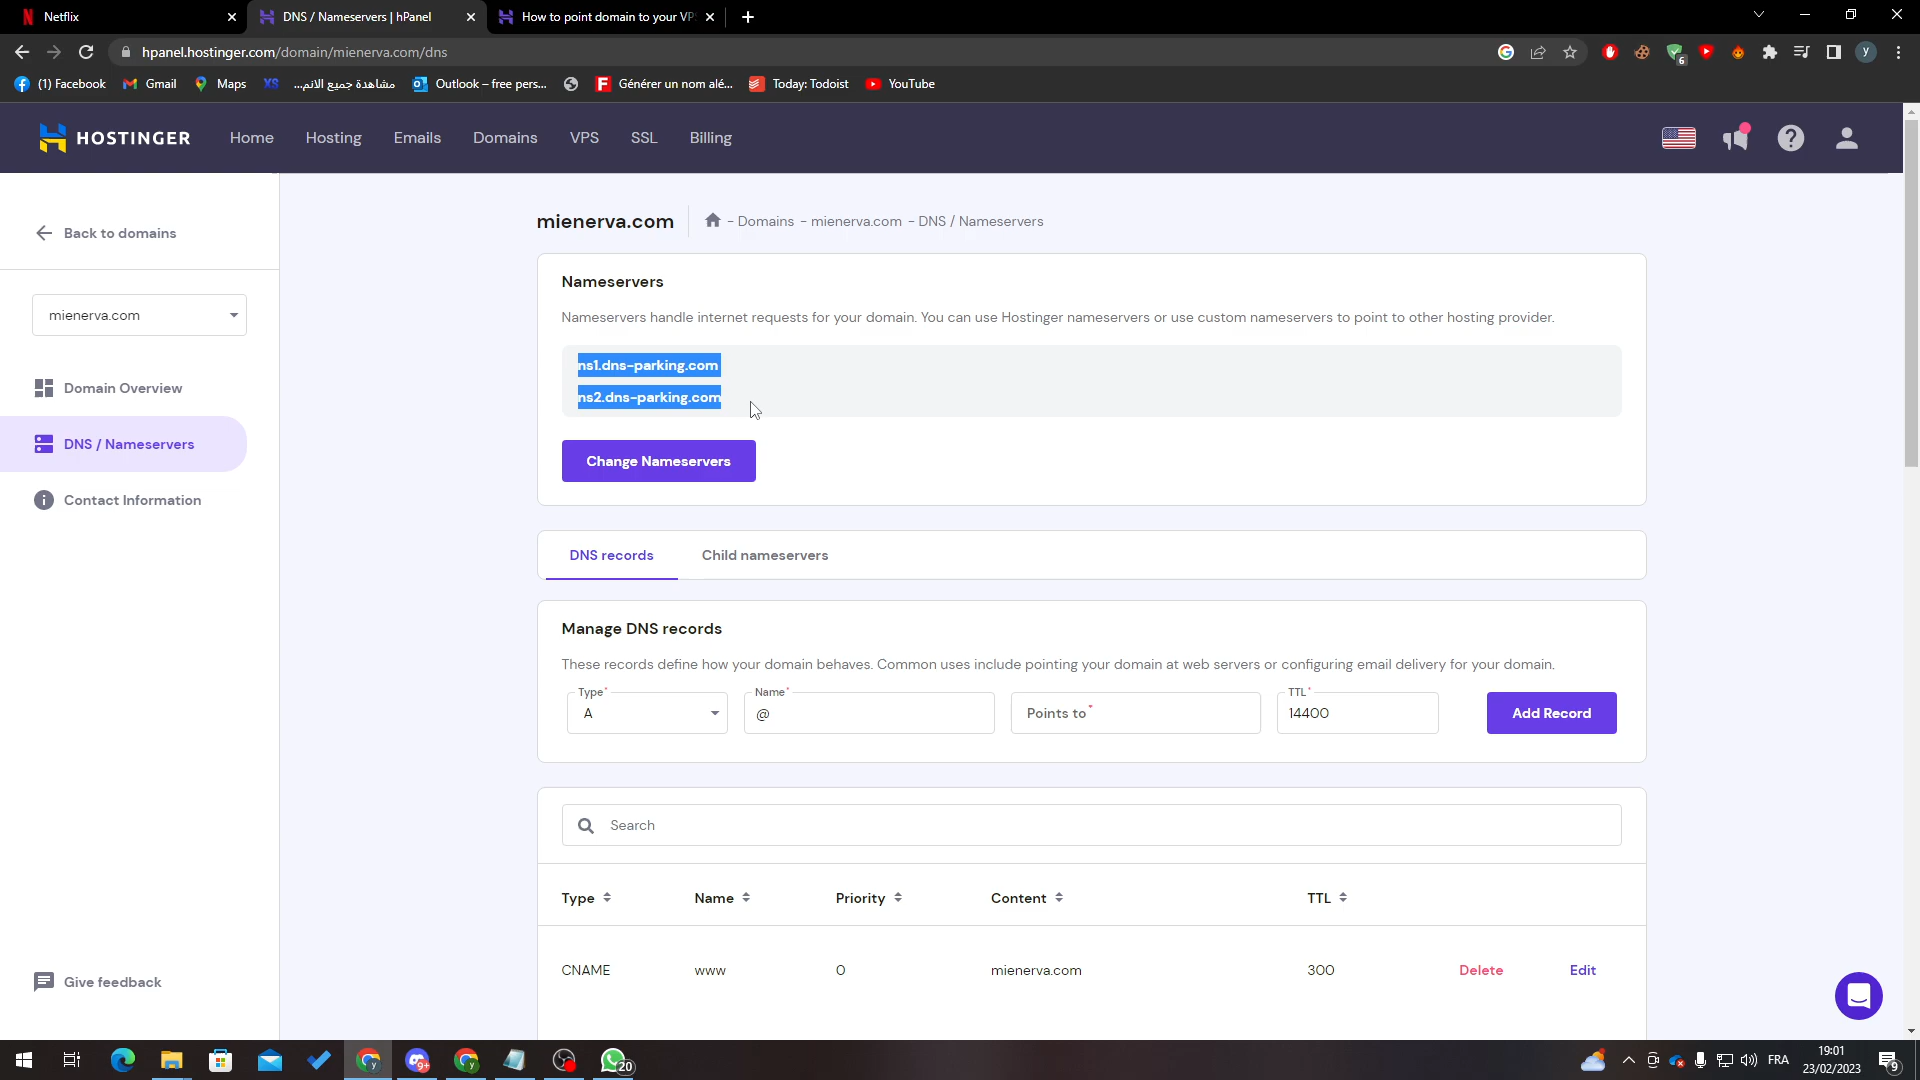 Netflix
DNS / Nameservers | hPanel
How to point domain to your VP
hpanel.hostinger.com/domain/mienerva.com/dns
6
y
(1) Facebook
Gmail
Maps
XS
مشاهدة جميع الانم...
Outlook – free pers...
Générer un nom alé...
Today: Todoist
YouTube
HOSTINGER
Home
Hosting
Emails
Domains
VPS
SSL
Billing
Back to domains
mienerva.com
Domain Overview
DNS / Nameservers
Contact Information
Give feedback
mienerva.com
- Domains - mienerva.com - DNS / Nameservers
Nameservers
Nameservers handle internet requests for your domain. You can use Hostinger nameservers or use custom nameservers to point to other hosting provider.
ns1.dns-parking.com
ns2.dns-parking.com
Change Nameservers
DNS records
Child nameservers
Manage DNS records
These records define how your domain behaves. Common uses include pointing your domain at web servers or configuring email delivery for your domain.
Type*
A
Name*
@
Points to*
TTL*
14400
Add Record
Search
Type
Name
Priority
Content
TTL
CNAME
www
0
mienerva.com
300
Delete
Edit
9+
20
FRA
19:01
23/02/2023
9